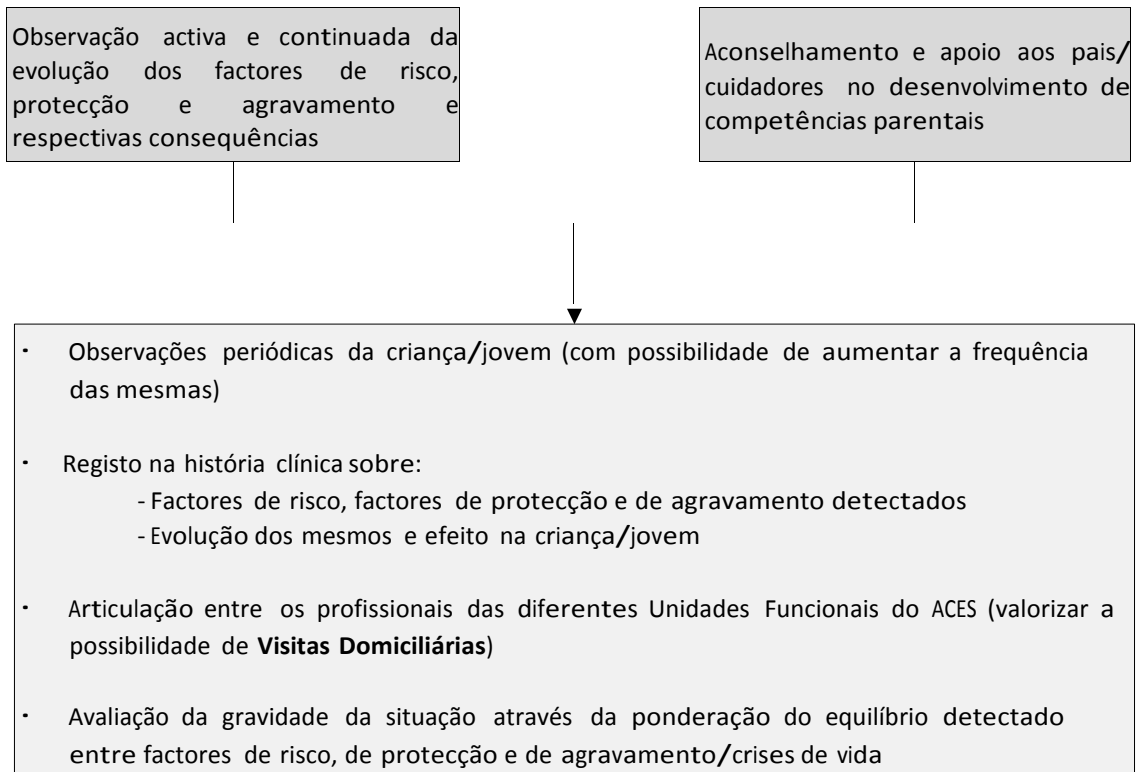 Observação activa e continuada da
evolução dos factores de risco,
protecção e agravamento e
respectivas consequências
Aconselhamento e apoio aos pais/
cuidadores no desenvolvimento de
competências parentais
· Observações periódicas da criança/jovem (com possibilidade de aumentar a frequência
das mesmas)
· Registo na história clínica sobre:
- Factores de risco, factores de protecção e de agravamento detectados
- Evolução dos mesmos e efeito na criança/jovem
· Articulação entre os profissionais das diferentes Unidades Funcionais do ACES (valorizar a
possibilidade de Visitas Domiciliárias)
· Avaliação da gravidade da situação através da ponderação do equilíbrio detectado
entre factores de risco, de protecção e de agravamento/crises de vida